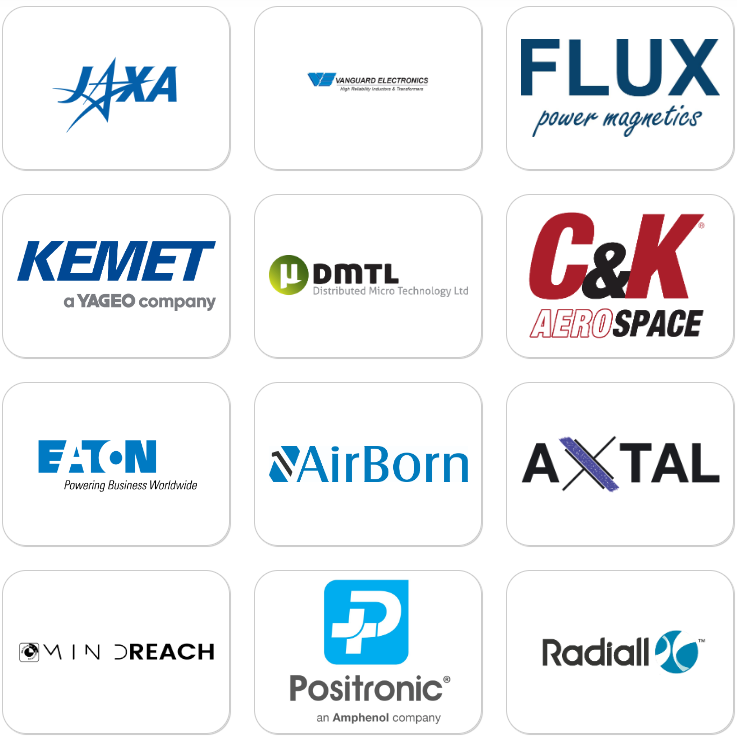 JAXA
VANGUARD ELECTRONICS
High Reliability Inductors & Transformers
FLUX
power magnetics
KEMET
a YAGEO company
µ DMTL
Distributed Micro Technology Ltd
C&K®
AEROSPACE
EATON
Powering Business Worldwide
AirBorn
AXTAL
MINDREACH
Positronic®
an Amphenol company
Radiall™